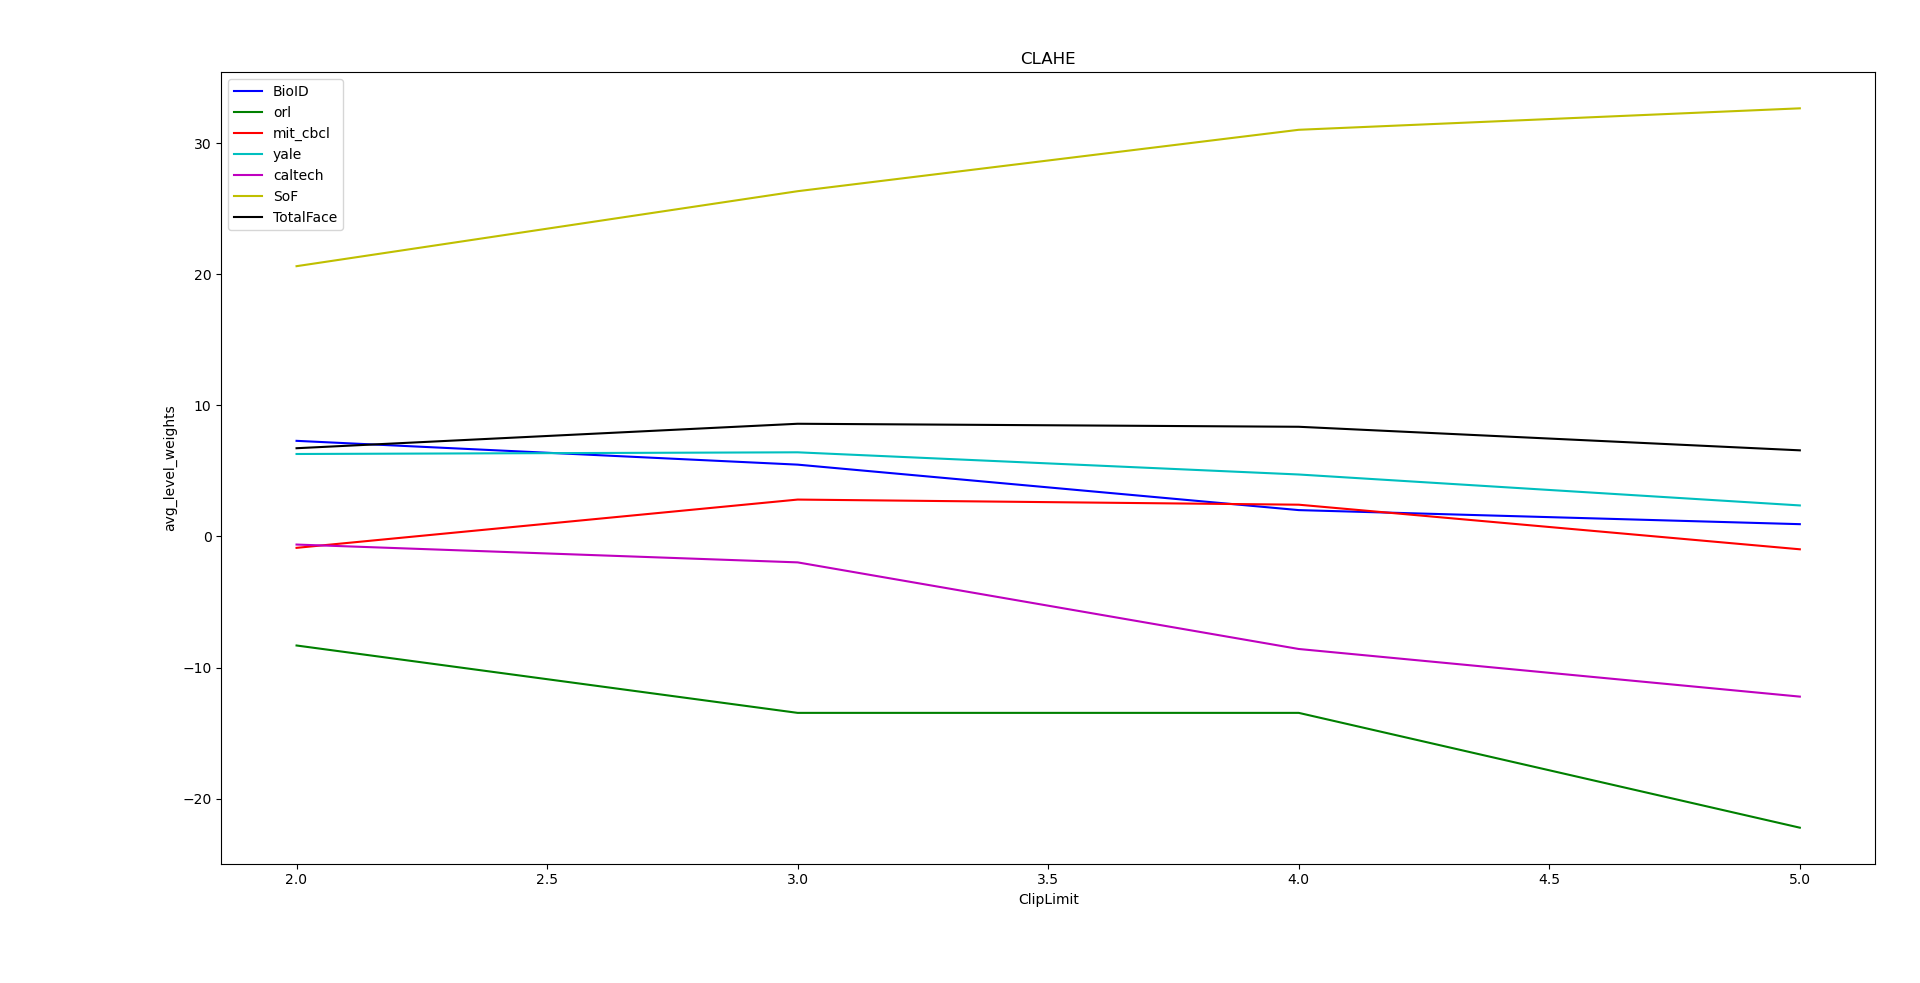 CLAHE
BioID
orl
mit_cbcl
yale
caltech
SoF
TotalFace
avg_level_weights
30
20
10
0
−10
−20
2.0 2.5 3.0 3.5 4.0 4.5 5.0
ClipLimit